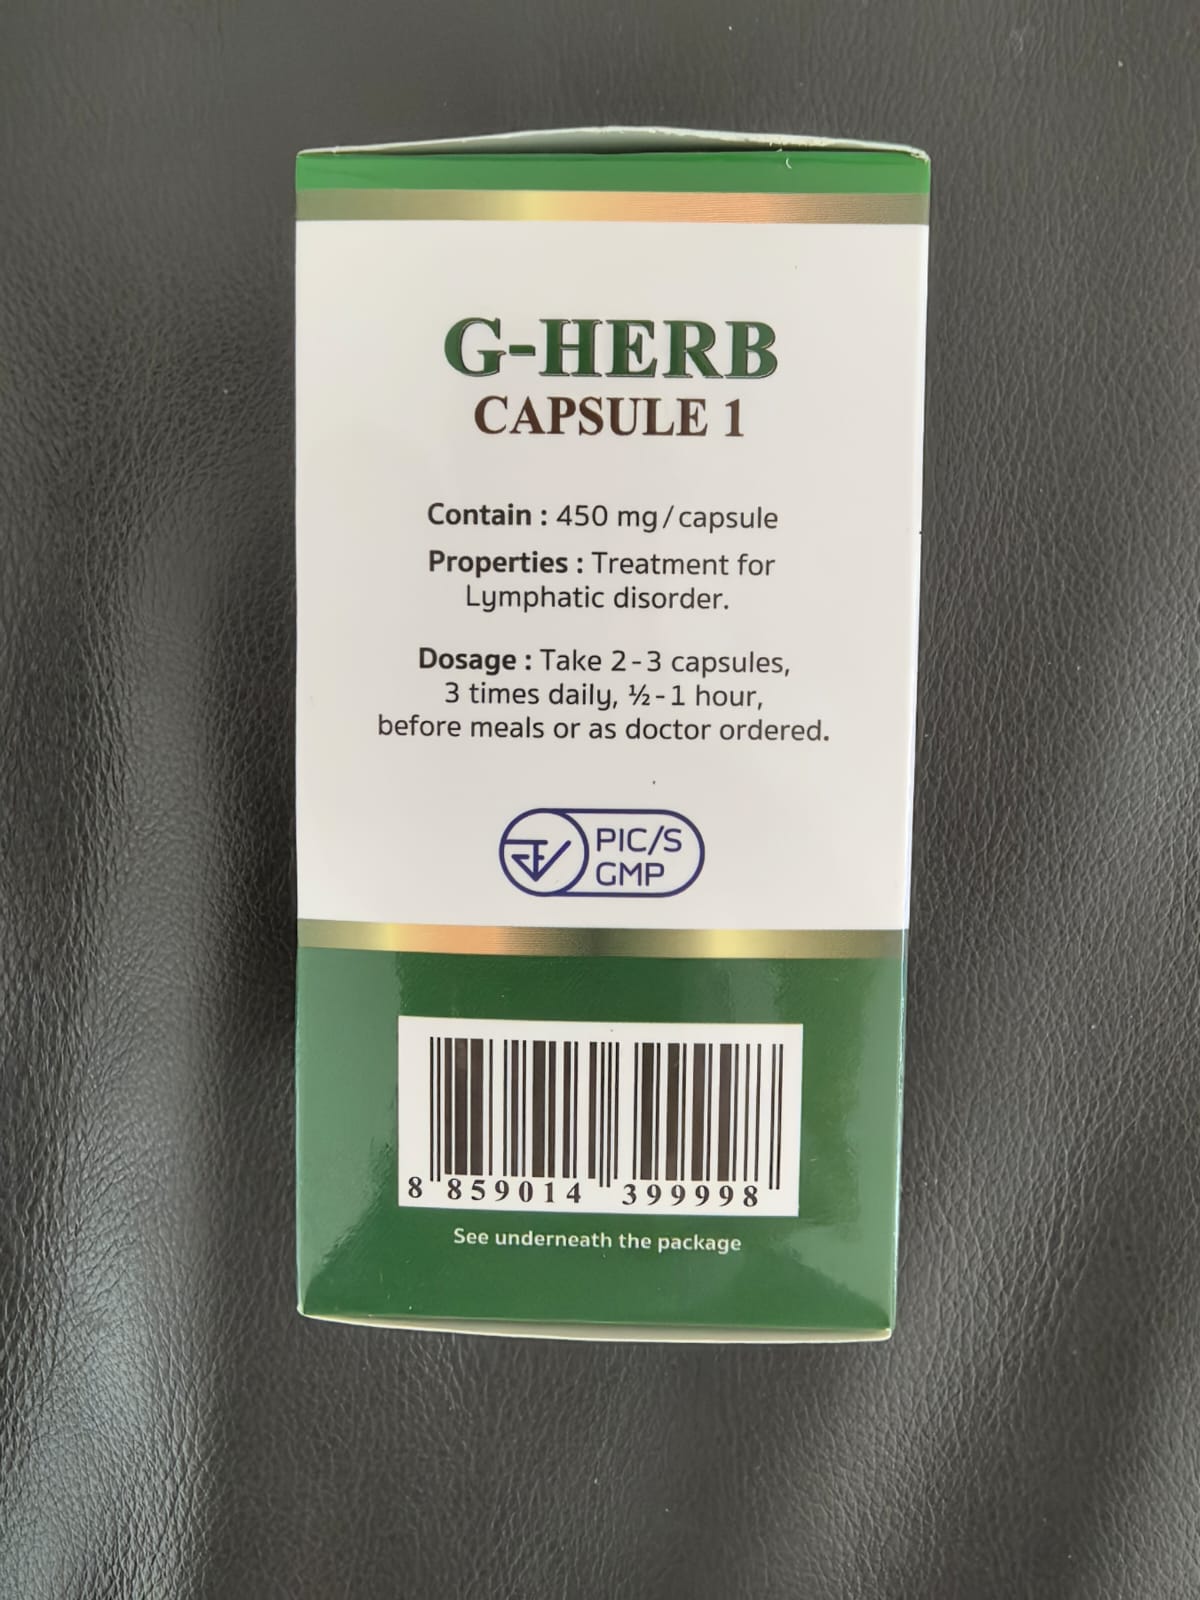 G-HERB
CAPSULE 1
Contain : 450 mg/capsule
Properties : Treatment for
Lymphatic disorder.
Dosage : Take 2-3 capsules,
3 times daily, ½-1 hour,
before meals or as doctor ordered.
PIC/S
GMP
8 859014 399998
See underneath the package